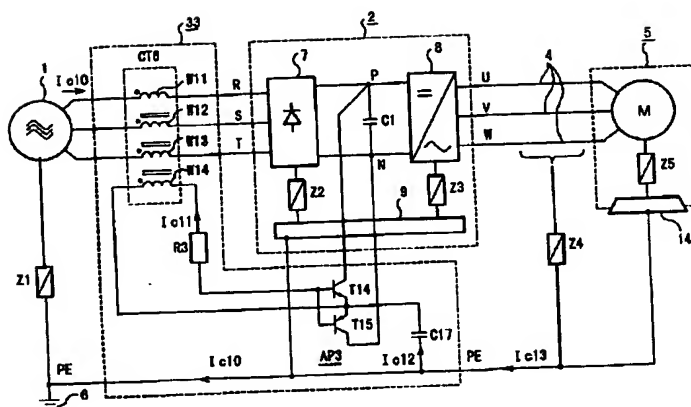 33
2
1
Ic10
CT6
W11
W12
W13
W14
R
S
T
7
P
8
C1
N
U
V
W
4
5
M
Z1
Z2
9
Z3
Z4
Z5
14
Ic11
R3
T14
T15
C17
AP3
PE
Ic10
Ic12
PE
Ic13
6